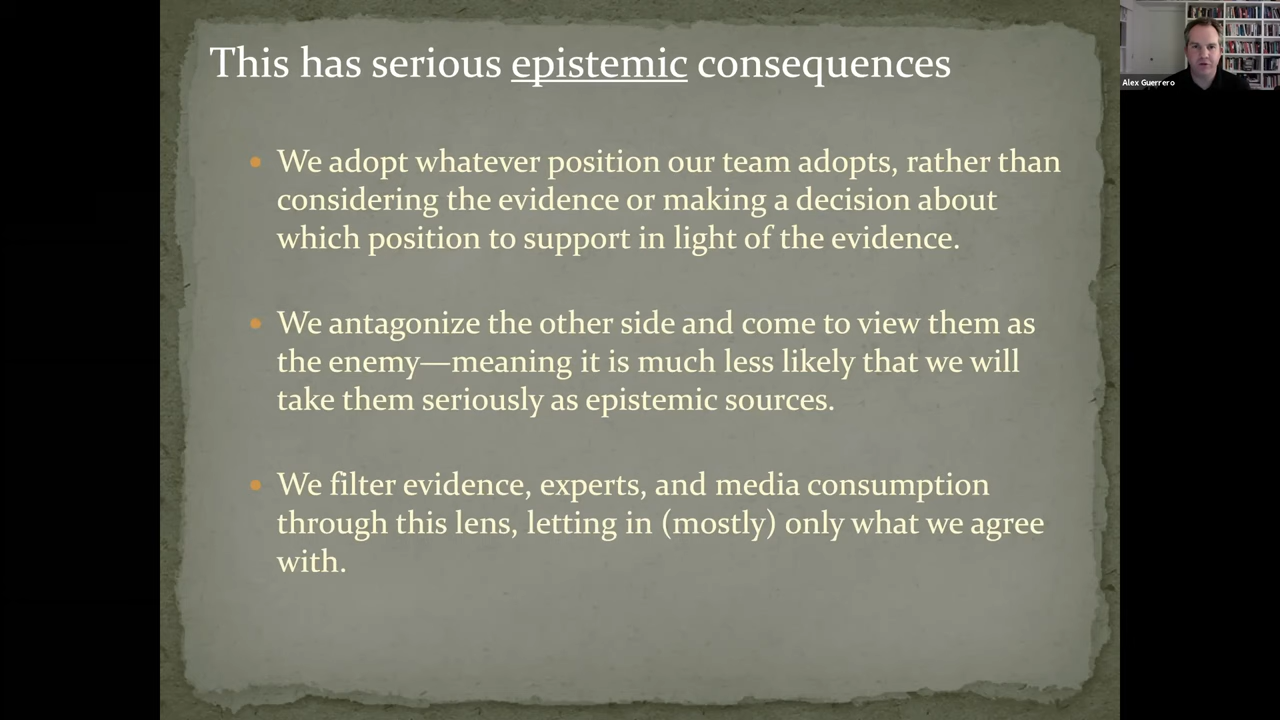 This has serious epistemic consequences
• We adopt whatever position our team adopts, rather than
considering the evidence or making a decision about
which position to support in light of the evidence.
• We antagonize the other side and come to view them as
the enemy—meaning it is much less likely that we will
take them seriously as epistemic sources.
• We filter evidence, experts, and media consumption
through this lens, letting in (mostly) only what we agree
with.
Alex Guerrero